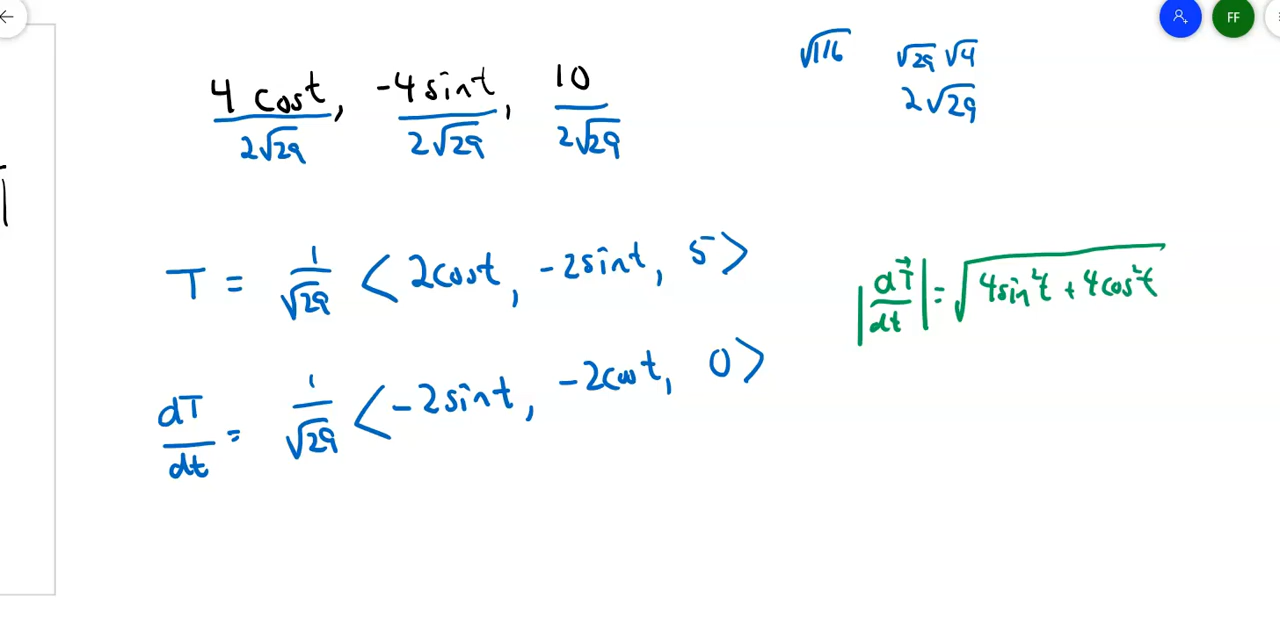 FF
√116 √29 √4
2√29
4 cost/2√29, -4 sint/2√29, 10/2√29
T = 1/√29 <2cost, -2sint, 5>
|dT⃗/dt| = √4sin²t + 4cos²t
dT/dt = 1/√29 <-2sint, -2cost, 0>